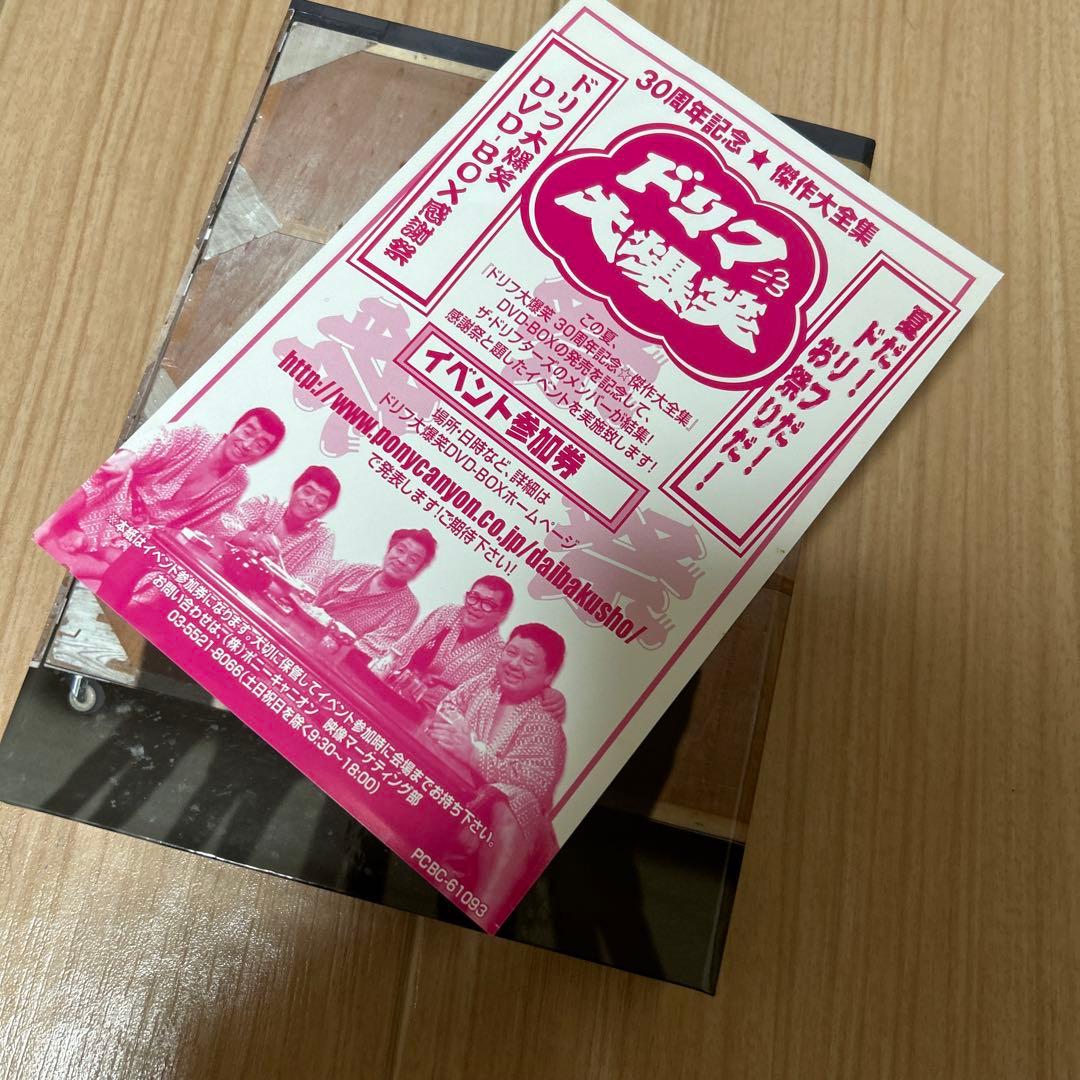 30周年記念★傑作大全集
ドリフ大爆笑
夏だ！
ドリフだ！
お祭りだ！
ドリフ大爆笑
DVD-BOX感謝祭
この夏、
『ドリフ大爆笑 30周年記念☆傑作大全集』
DVD-BOXの発売を記念して、
ザ・ドリフターズのメンバーが結集！
感謝祭と題したイベントを実施致します！
イベント参加券
場所・日時など、詳細は
ドリフ大爆笑DVD-BOXホームページ
http://www.ponycanyon.co.jp/daibakusho/
で発表します！ご期待下さい！
※本紙はイベント参加券になります。大切に保管してイベント参加時に会場までお持ち下さい。
お問い合わせは、(株)ポニーキャニオン 映像マーケティング部
03-5521-8066(土日祝日を除く9:30〜18:00)
PCBC-61093